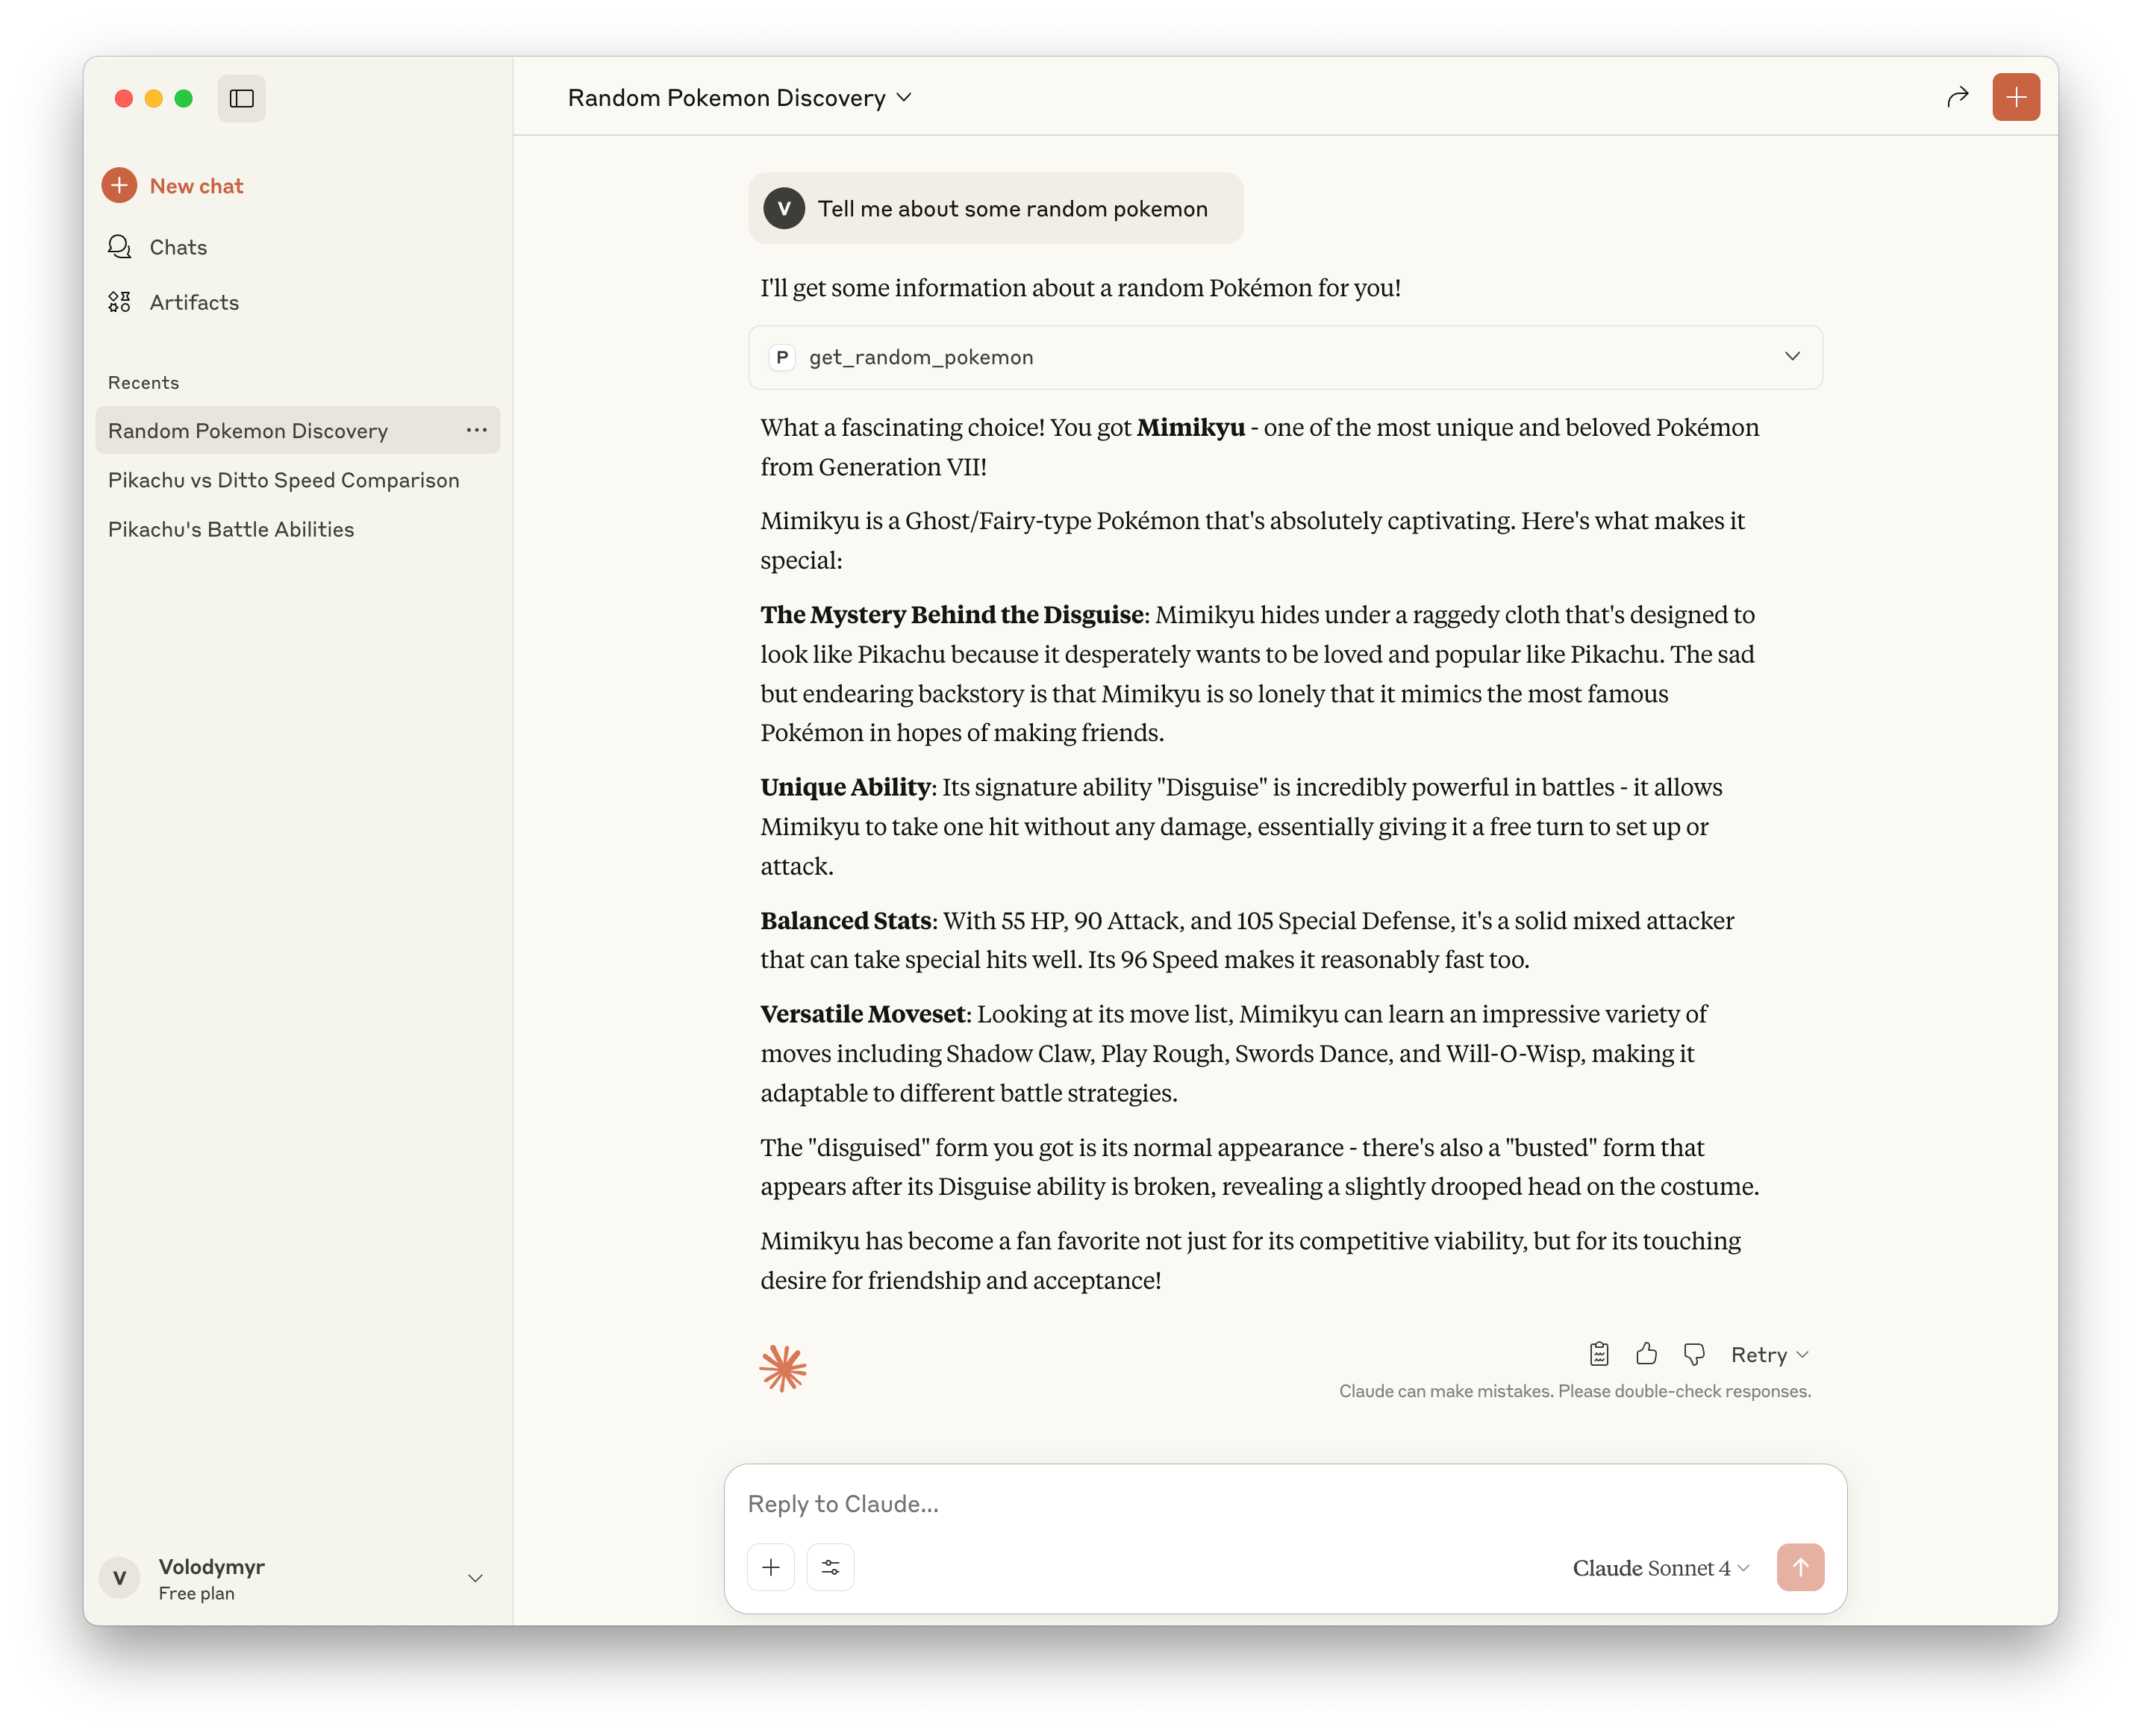 Random Pokemon Discovery
New chat
Chats
Artifacts
Recents
Random Pokemon Discovery
Pikachu vs Ditto Speed Comparison
Pikachu's Battle Abilities
Volodymyr
V
Free plan
V
Tell me about some random pokemon
I'll get some information about a random Pokémon for you!
P get_random_pokemon
What a fascinating choice! You got Mimikyu - one of the most unique and beloved Pokémon
from Generation VII!
Mimikyu is a Ghost/Fairy-type Pokémon that's absolutely captivating. Here's what makes it
special:
The Mystery Behind the Disguise: Mimikyu hides under a raggedy cloth that's designed to
look like Pikachu because it desperately wants to be loved and popular like Pikachu. The sad
but endearing backstory is that Mimikyu is so lonely that it mimics the most famous
Pokémon in hopes of making friends.
Unique Ability: Its signature ability "Disguise" is incredibly powerful in battles - it allows
Mimikyu to take one hit without any damage, essentially giving it a free turn to set up or
attack.
Balanced Stats: With 55 HP, 90 Attack, and 105 Special Defense, it's a solid mixed attacker
that can take special hits well. Its 96 Speed makes it reasonably fast too.
Versatile Moveset: Looking at its move list, Mimikyu can learn an impressive variety of
moves including Shadow Claw, Play Rough, Swords Dance, and Will-O-Wisp, making it
adaptable to different battle strategies.
The "disguised" form you got is its normal appearance - there's also a "busted" form that
appears after its Disguise ability is broken, revealing a slightly drooped head on the costume.
Mimikyu has become a fan favorite not just for its competitive viability, but for its touching
desire for friendship and acceptance!
Retry
Claude can make mistakes. Please double-check responses.
Reply to Claude...
Claude Sonnet 4